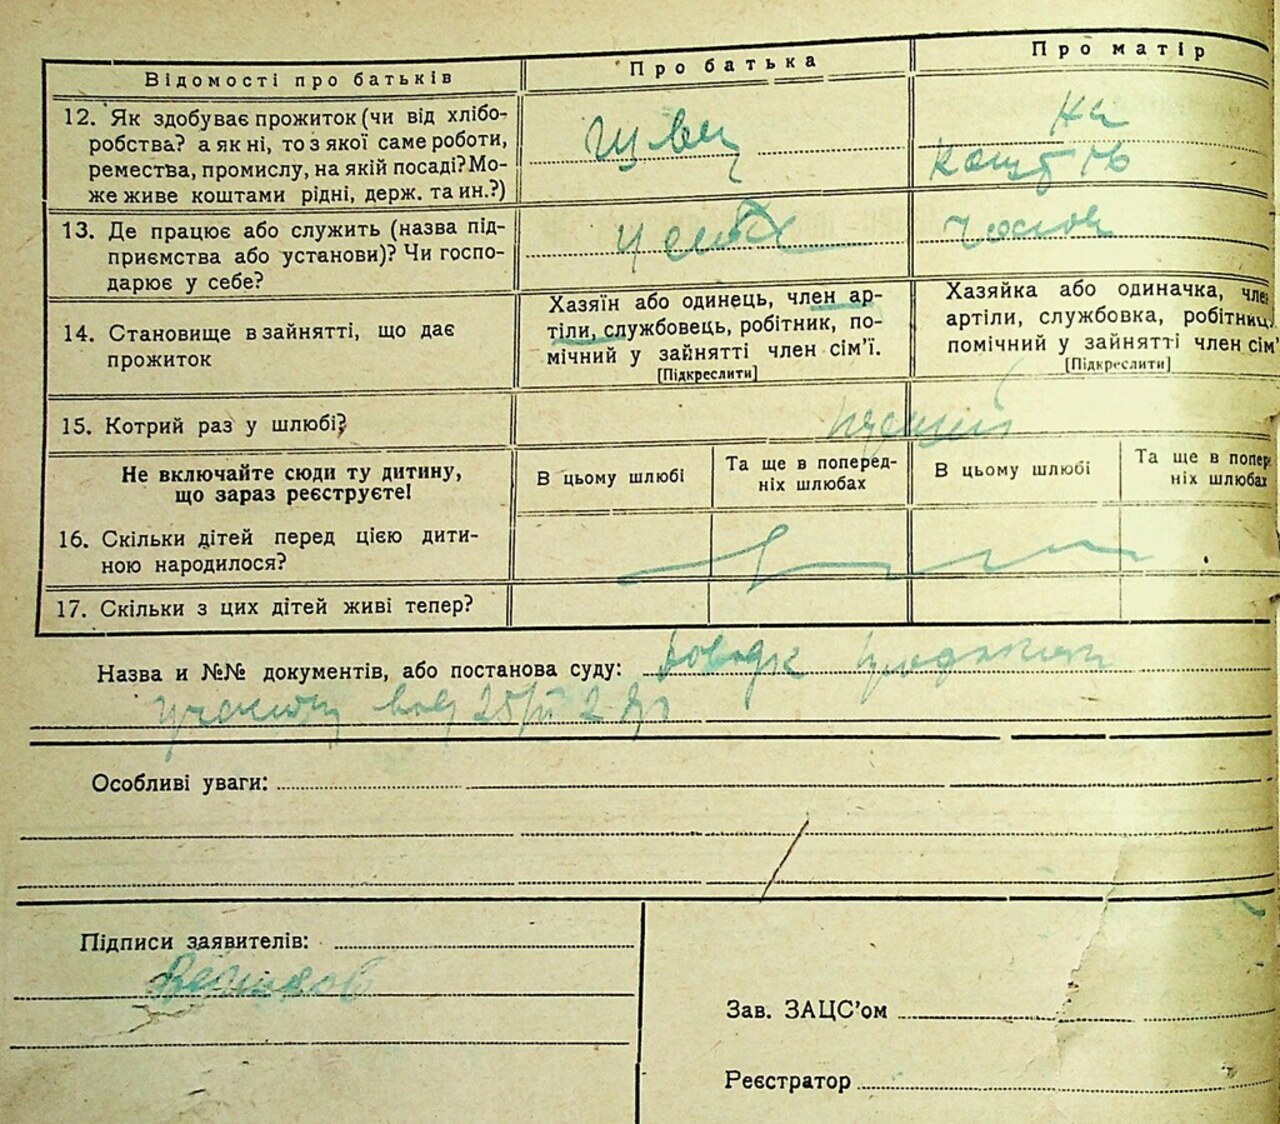 Відомості про батьків
Про батька
Про матір
12. Як здобуває прожиток (чи від хлібо-
робства? а як ні, то з якої саме роботи,
ремества, промислу, на якій посаді? Мо-
же живе коштами рідні, держ. та ин.?)
Швец
на
кошт
13. Де працює або служить (назва під-
приємства або установи)? Чи госпо-
дарює у себе?
14. Становище в зайнятті, що дає
прожиток
Хазяїн або одинець, член ар-
тіли, службовець, робітник, по-
мічний у зайнятті член сім'ї.
[Підкреслити]
Хазяйка або одиначка, член
артіли, службовка, робітниц
помічний у зайнятті член сім'
[Підкреслити]
15. Котрий раз у шлюбі?
Не включайте сюди ту дитину,
що зараз реєструєте!
В цьому шлюбі
Та ще в поперед-
ніх шлюбах
В цьому шлюбі
Та ще в попер
ніх шлюбах
16. Скільки дітей перед цією дити-
ною народилося?
17. Скільки з цих дітей живі тепер?
Назва и №№ документів, або постанова суду:
Особливі уваги:
Підписи заявителів:
Зав. ЗАЦС'ом
Реєстратор